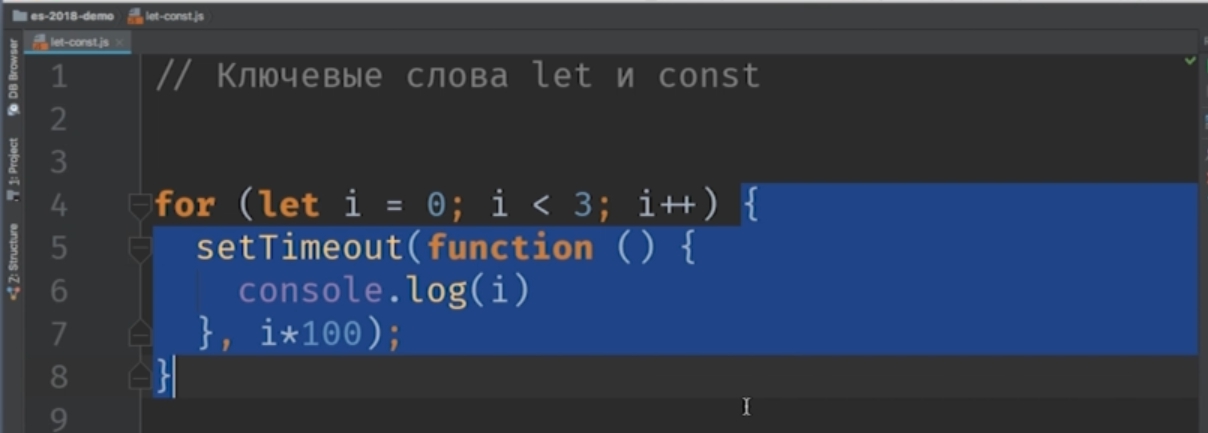 es-2018-demo let-const.js
let-const.js
DB Browser
1: Project
Z: Structure
1 // Ключевые слова let и const
2
3
4 for (let i = 0; i < 3; i++) {
5 setTimeout(function () {
6 console.log(i)
7 }, i*100);
8 }
9